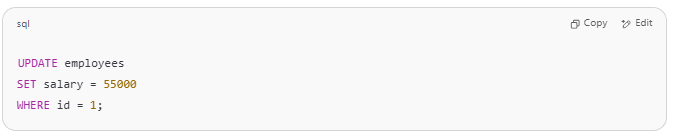 sql
Copy
Edit
UPDATE employees
SET salary = 55000
WHERE id = 1;